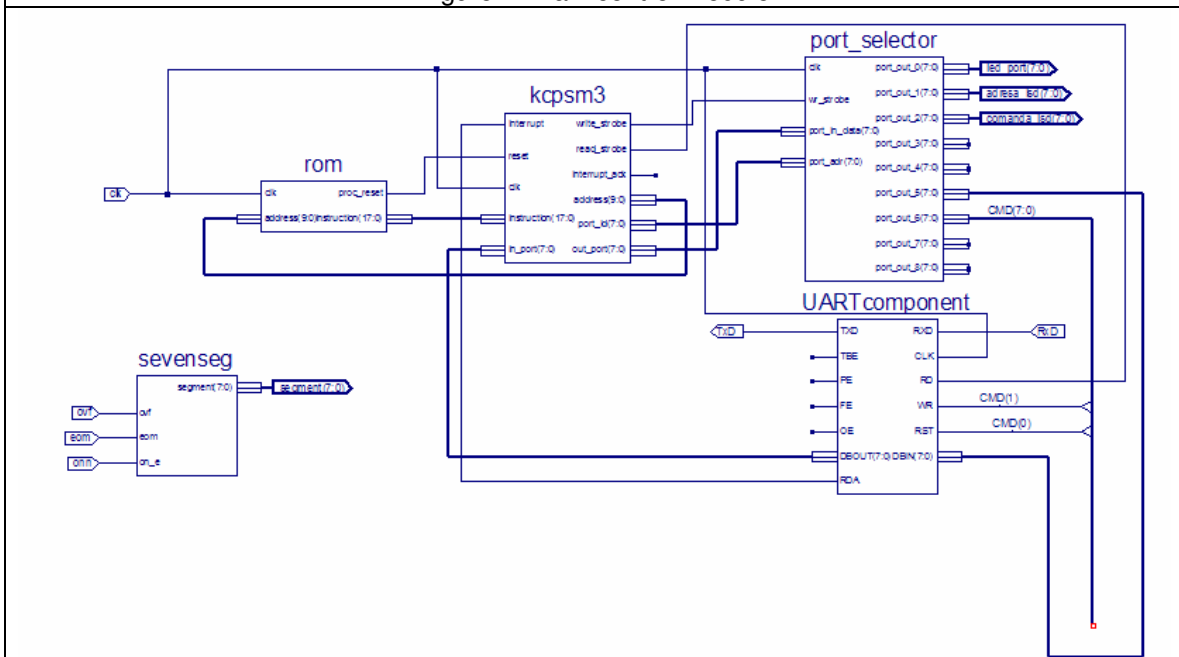 port_selector
clk
port_out_0(7:0)
led_port(7:0)
wr_strobe
port_out_1(7:0)
adresa_lsd(7:0)
port_out_2(7:0)
comanda_lsd(7:0)
port_in_data(7:0)
port_out_3(7:0)
port_adr(7:0)
port_out_4(7:0)
port_out_5(7:0)
port_out_6(7:0)
CMD(7:0)
port_out_7(7:0)
port_out_8(7:0)
kcpsm3
interrupt
write_strobe
read_strobe
reset
interrupt_ack
clk
address(9:0)
instruction(17:0)
port_id(7:0)
in_port(7:0)
out_port(7:0)
rom
clk
clk
proc_reset
address(9:0)
instruction(17:0)
UARTcomponent
TxD
TXD
RXD
RxD
TBE
CLK
PE
RD
FE
WR
CMD(1)
OE
RST
CMD(0)
DBOUT(7:0)
DBIN(7:0)
RDA
sevenseg
segment(7:0)
segment(7:0)
ovf
ovf
eom
eom
onn
on_e